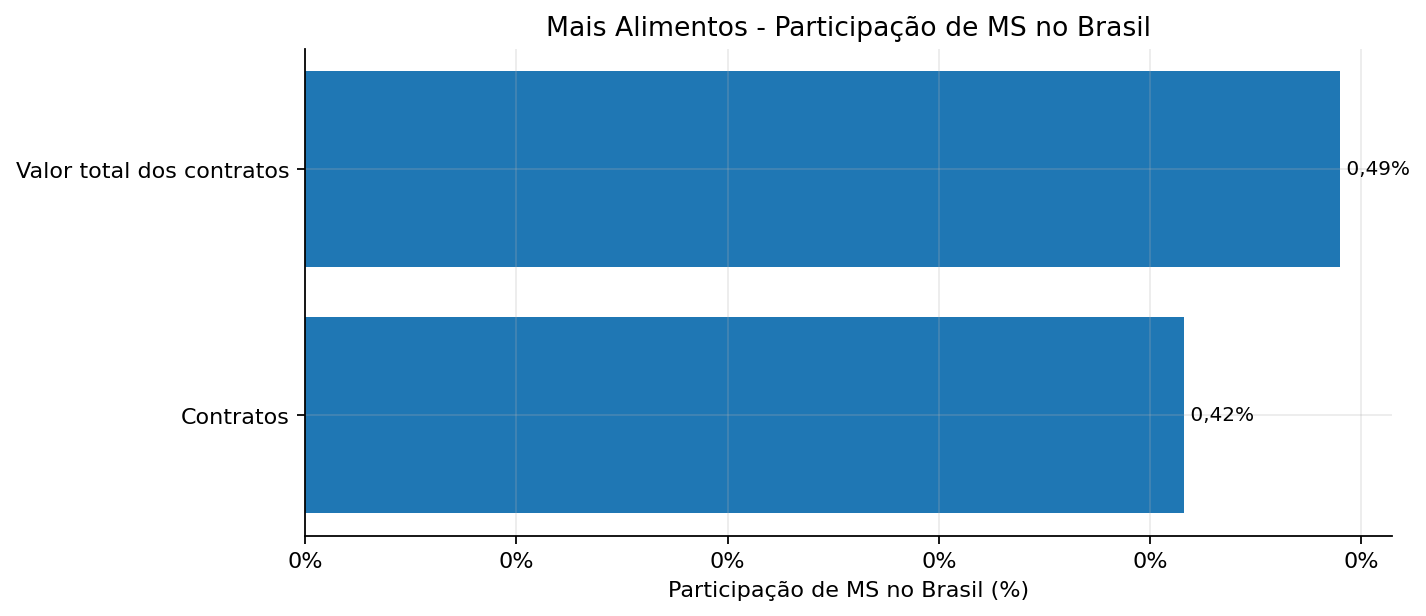 Mais Alimentos - Participação de MS no Brasil
Valor total dos contratos
0,49%
Contratos
0,42%
0% 0% 0% 0% 0% 0%
Participação de MS no Brasil (%)